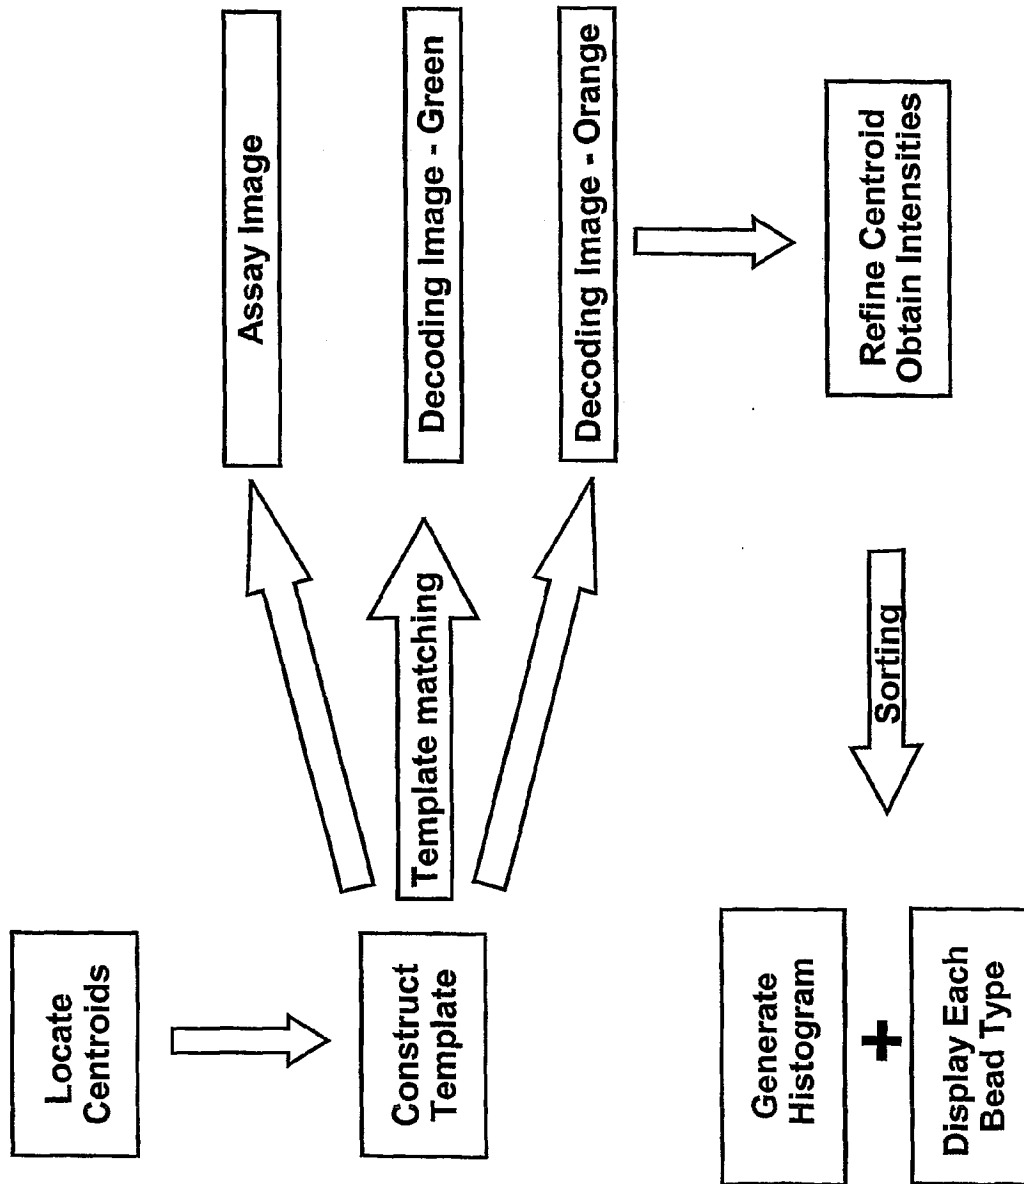 Locate
Centroids
Construct
Template
Template matching
Assay Image
Decoding Image - Green
Decoding Image - Orange
Refine Centroid
Obtain Intensities
Sorting
Generate
Histogram
+
Display Each
Bead Type